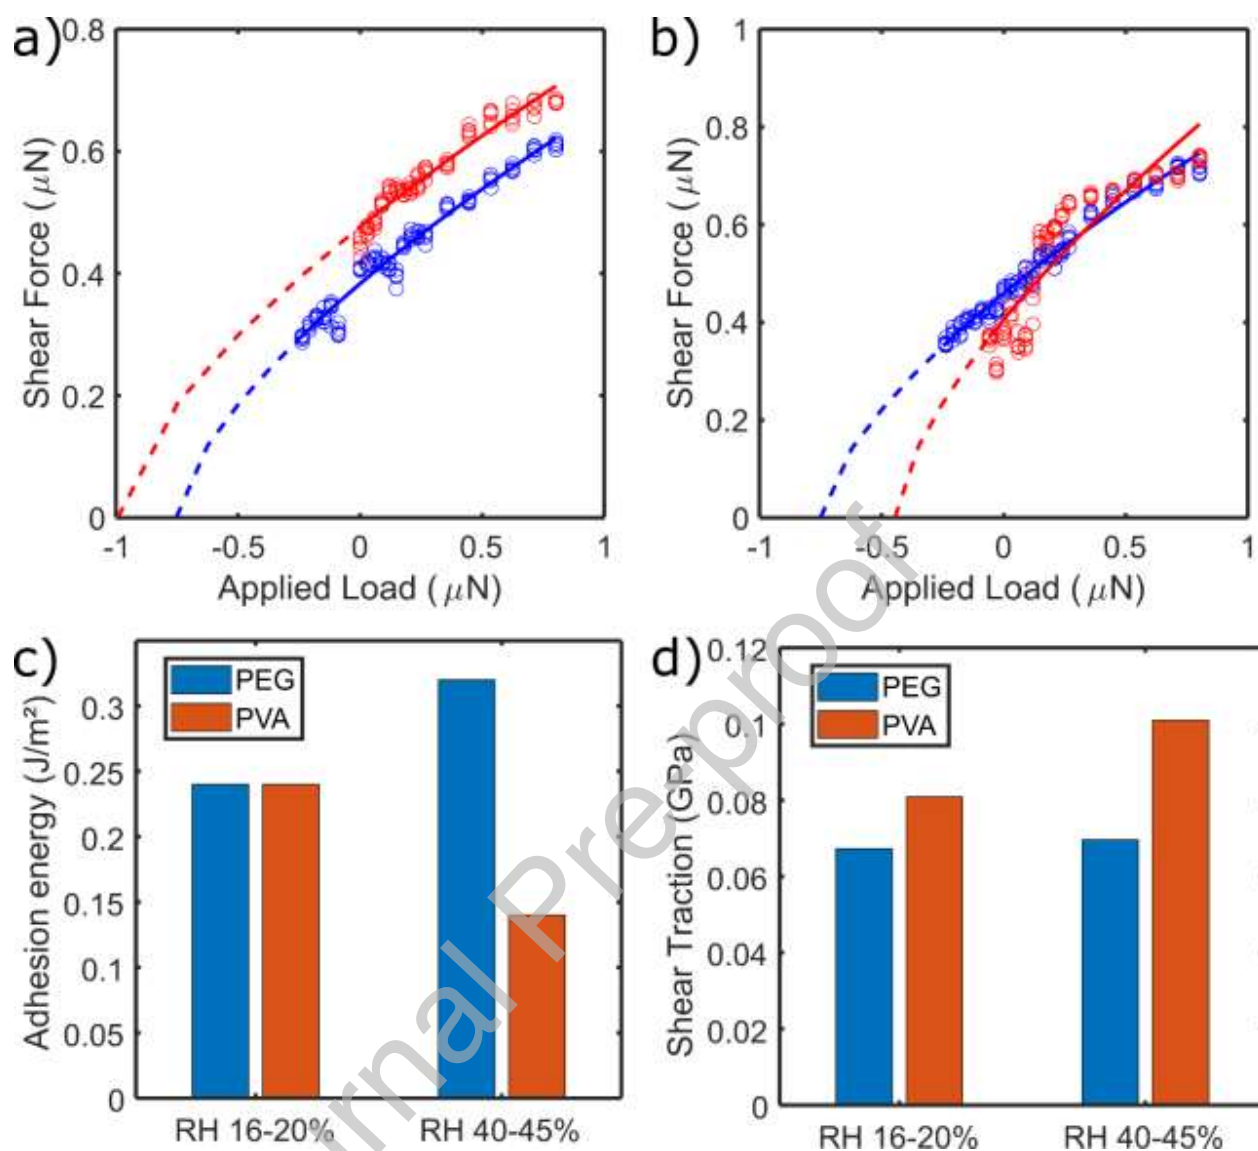 a)
0.8
0.6
0.4
0.2
0
Shear Force (μN)
-1
-0.5
0
0.5
1
Applied Load (μN)
b)
1
0.8
0.6
0.4
0.2
0
Shear Force (μN)
-1
-0.5
0
0.5
1
Applied Load (μN)
c)
PEG
PVA
0.3
0.25
0.2
0.15
0.1
0.05
0
Adhesion energy (J/m²)
RH 16-20%
RH 40-45%
d)
PEG
PVA
0.12
0.1
0.08
0.06
0.04
0.02
0
Shear Traction (GPa)
RH 16-20%
RH 40-45%
rnal Pre-proof